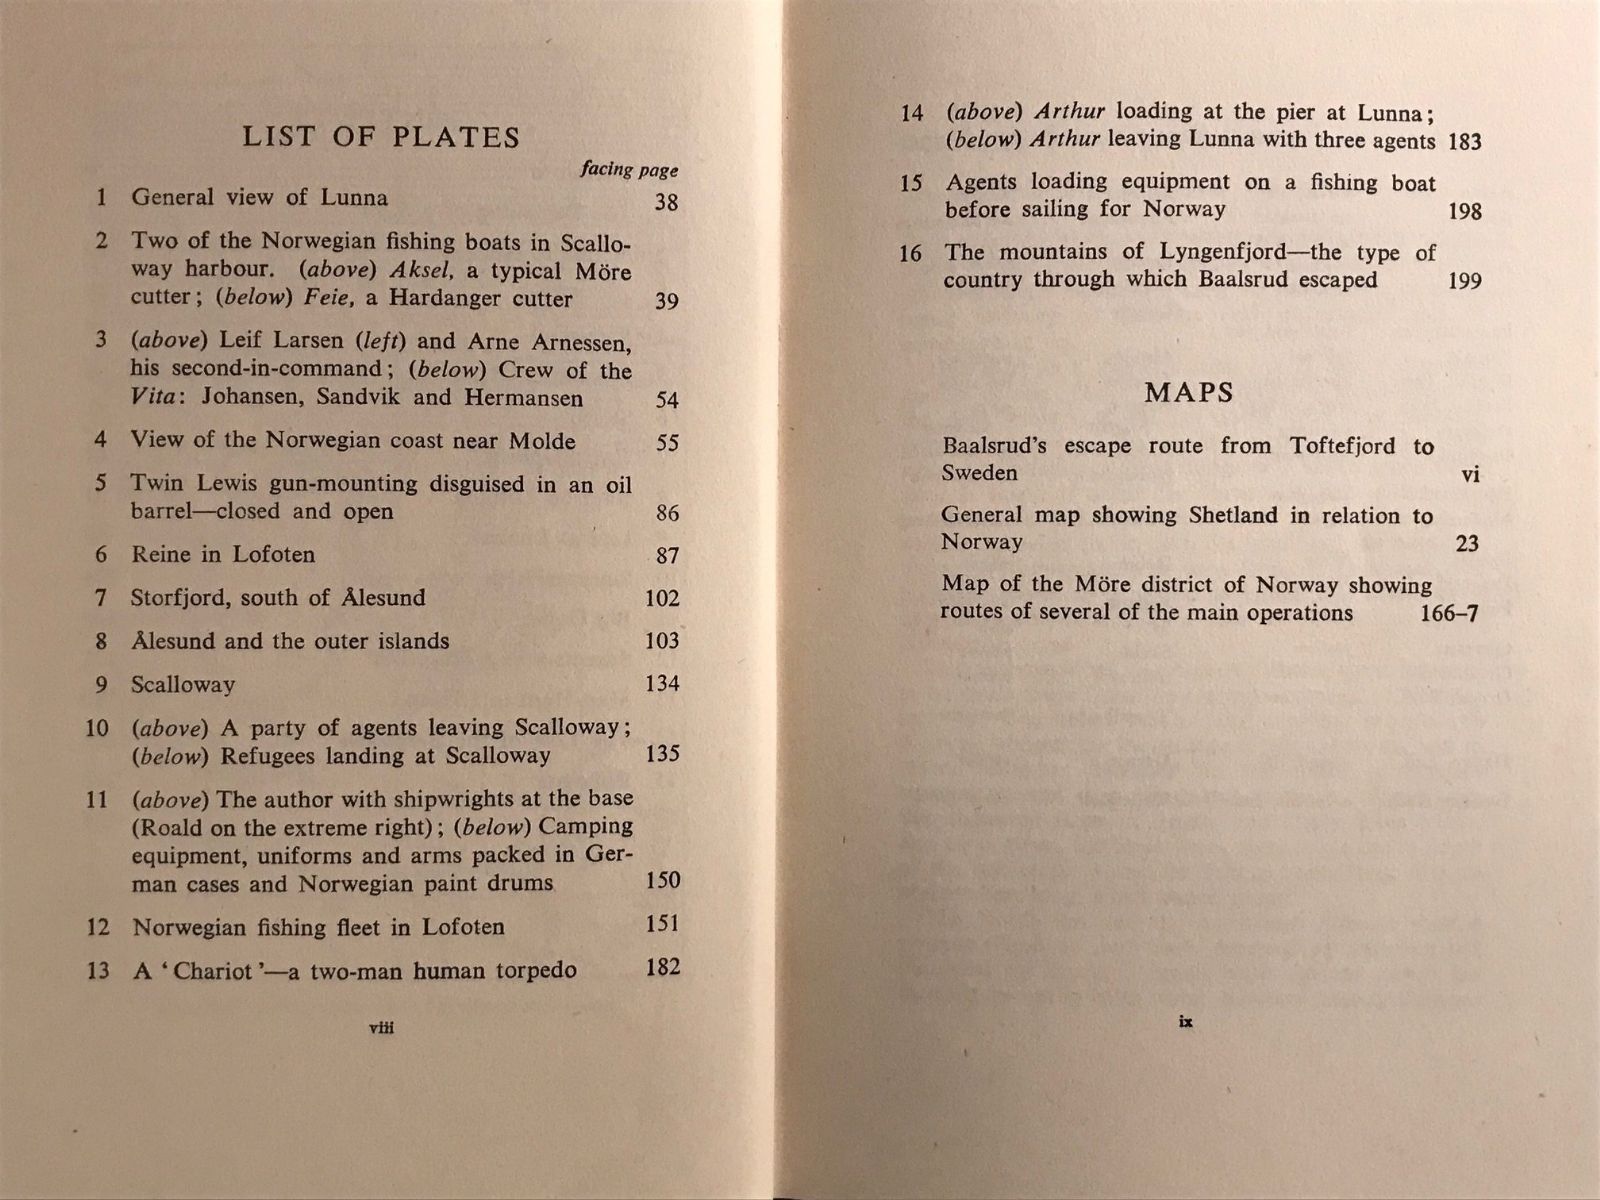 LIST OF PLATES
facing page
1 General view of Lunna 38
2 Two of the Norwegian fishing boats in Scallo-
way harbour. (above) Aksel, a typical Möre
cutter; (below) Feie, a Hardanger cutter 39
3 (above) Leif Larsen (left) and Arne Arnessen,
his second-in-command; (below) Crew of the
Vita: Johansen, Sandvik and Hermansen 54
4 View of the Norwegian coast near Molde 55
5 Twin Lewis gun-mounting disguised in an oil
barrel—closed and open 86
6 Reine in Lofoten 87
7 Storfjord, south of Ålesund 102
8 Ålesund and the outer islands 103
9 Scalloway 134
10 (above) A party of agents leaving Scalloway;
(below) Refugees landing at Scalloway 135
11 (above) The author with shipwrights at the base
(Roald on the extreme right); (below) Camping
equipment, uniforms and arms packed in Ger-
man cases and Norwegian paint drums 150
12 Norwegian fishing fleet in Lofoten 151
13 A ‘Chariot’—a two-man human torpedo 182
viii
14 (above) Arthur loading at the pier at Lunna;
(below) Arthur leaving Lunna with three agents 183
15 Agents loading equipment on a fishing boat
before sailing for Norway 198
16 The mountains of Lyngenfjord—the type of
country through which Baalsrud escaped 199
MAPS
Baalsrud's escape route from Toftefjord to
Sweden vi
General map showing Shetland in relation to
Norway 23
Map of the Möre district of Norway showing
routes of several of the main operations 166–7
ix